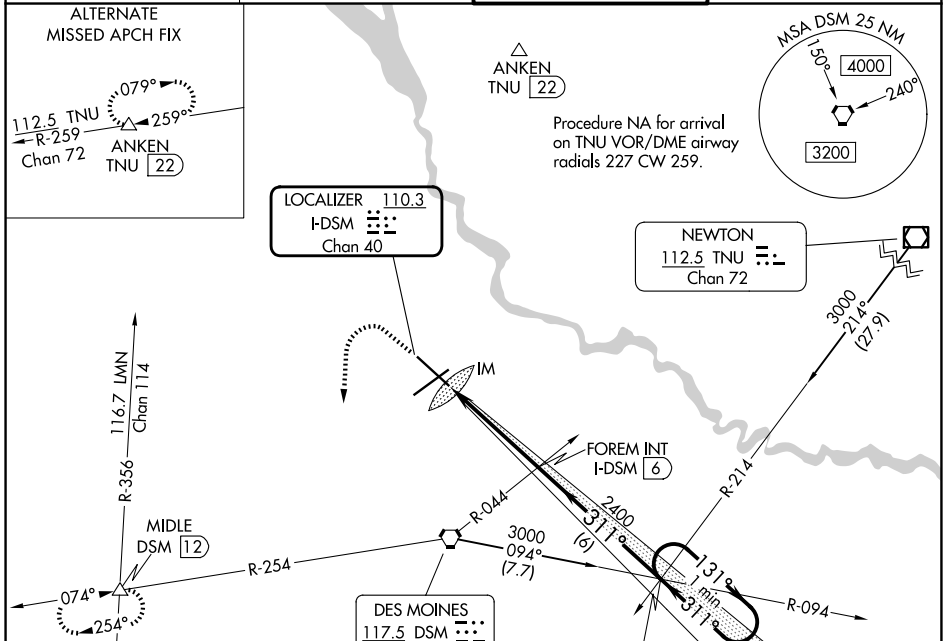 ALTERNATE
MISSED APCH FIX
079°
259°
112.5 TNU
R-259
Chan 72
ANKEN
TNU 22
ANKEN
TNU 22
Procedure NA for arrival
on TNU VOR/DME airway
radials 227 CW 259.
MSA DSM 25 NM
150°
4000
240°
3200
LOCALIZER 110.3
I-DSM
Chan 40
NEWTON
112.5 TNU
Chan 72
3000
214°
(27.9)
R-214
116.7 LMN
Chan 114
R-356
IM
FOREM INT
I-DSM 6
R-044
2400
311°
(6)
MIDLE
DSM 12
R-254
3000
094°
(7.7)
074°
254°
131°
1 min
311°
R-094
DES MOINES
117.5 DSM